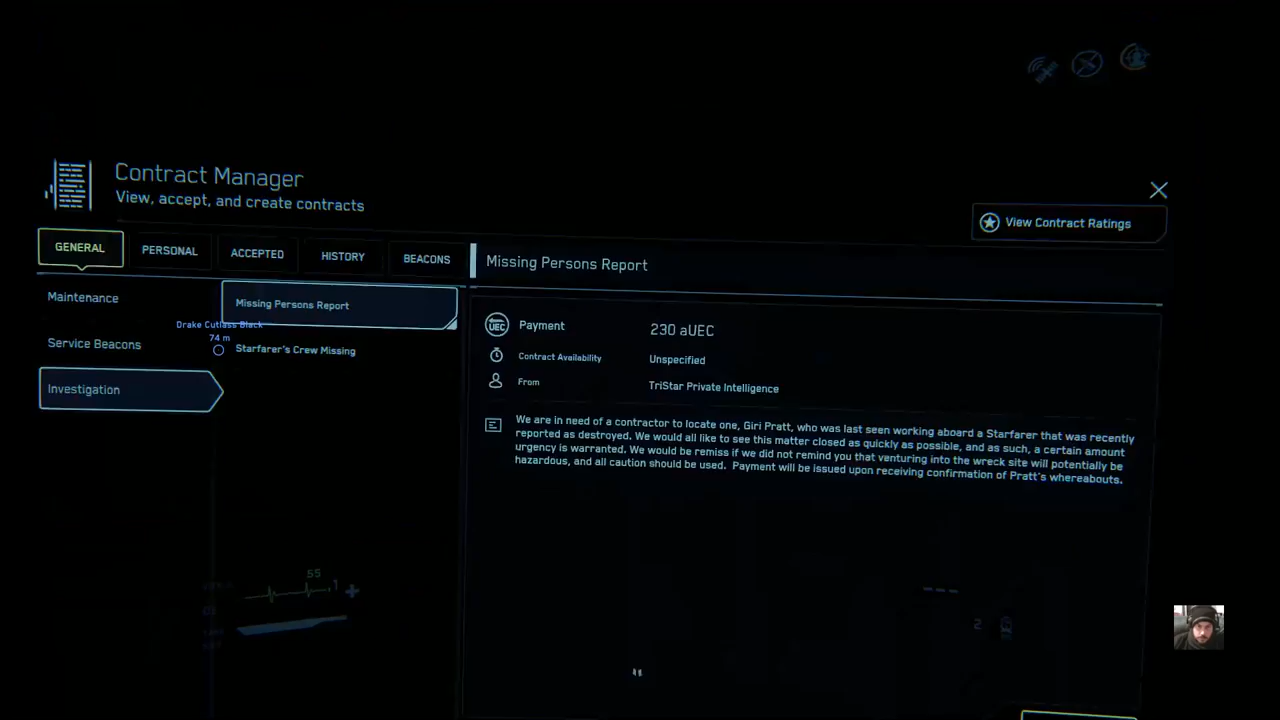 Contract Manager
View, accept, and create contracts
View Contract Ratings
GENERAL
PERSONAL
ACCEPTED
HISTORY
BEACONS
Maintenance
Service Beacons
Investigation
Missing Persons Report
Drake Cutlass Black
74 m
Starfarer's Crew Missing
Missing Persons Report
UEC
Payment
230 aUEC
Contract Availability
Unspecified
From
TriStar Private Intelligence
We are in need of a contractor to locate one, Giri Pratt, who was last seen working aboard a Starfarer that was recently
reported as destroyed. We would all like to see this matter closed as quickly as possible, and as such, a certain amount
urgency is warranted. We would be remiss if we did not remind you that venturing into the wreck site will potentially be
hazardous, and all caution should be used. Payment will be issued upon receiving confirmation of Pratt's whereabouts.
55
1
2